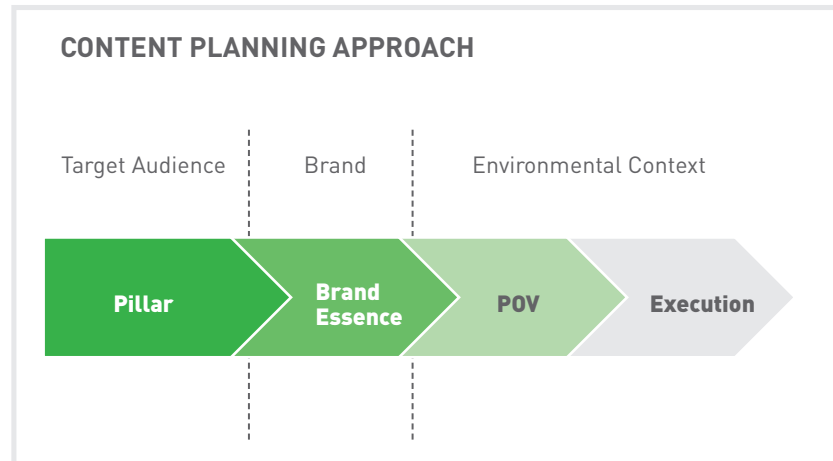 CONTENT PLANNING APPROACH
Target Audience
Brand
Environmental Context
Pillar
Brand
Essence
POV
Execution